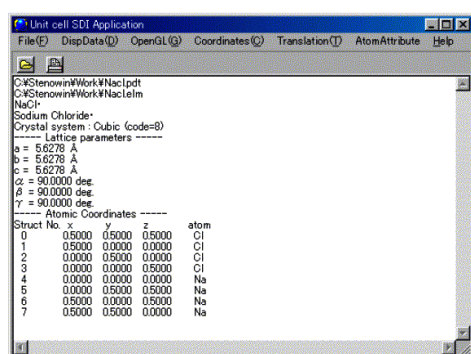 Unit cell SDI Application
File(F) DispData(D) OpenGL(G) Coordinates(C) Translation(T) AtomAttribute Help
C:¥Stenowin¥Work¥Nacl.pdt
C:¥Stenowin¥Work¥Nacl.elm
NaCl･
Sodium Chloride･
Crystal system : Cubic (code=8)
----- Lattice parameters -----
a = 5.6278 Å
b = 5.6278 Å
c = 5.6278 Å
α = 90.0000 deg.
β = 90.0000 deg.
γ = 90.0000 deg.
----- Atomic Coordinates -----
Struct No. x y z atom
0 0.5000 0.5000 0.5000 Cl
1 0.5000 0.0000 0.0000 Cl
2 0.0000 0.5000 0.0000 Cl
3 0.0000 0.0000 0.5000 Cl
4 0.0000 0.0000 0.0000 Na
5 0.0000 0.5000 0.5000 Na
6 0.5000 0.0000 0.5000 Na
7 0.5000 0.5000 0.0000 Na